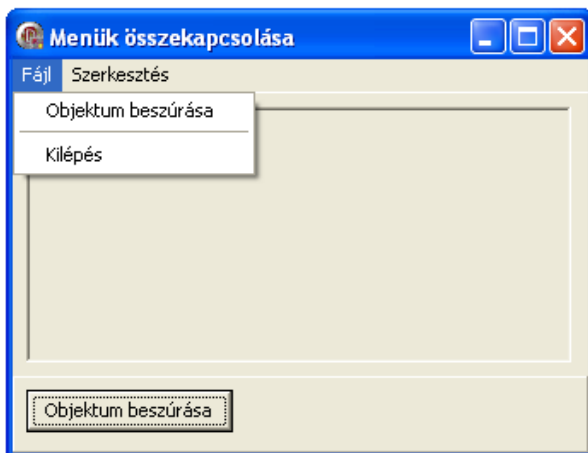 Menük összekapcsolása
Fájl Szerkesztés
Objektum beszúrása
Kilépés
Objektum beszúrása